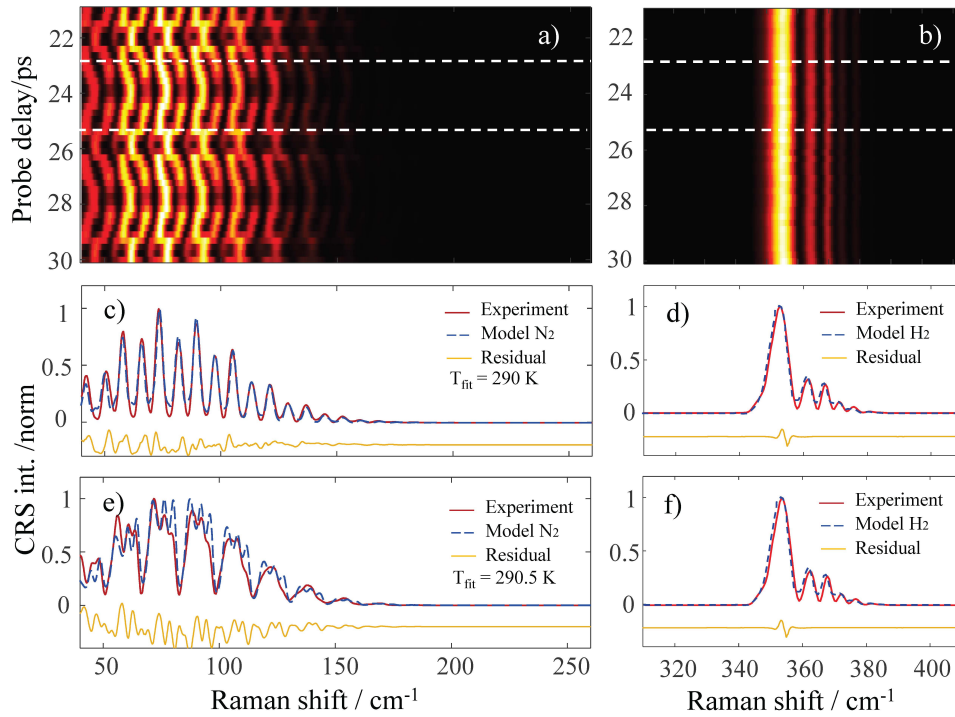 a)
b)
22
24
26
28
30
Probe delay/ps
22
24
26
28
30
c)
Experiment
Model N2
Residual
Tfit = 290 K
1
0.5
0
d)
Experiment
Model H2
Residual
1
0.5
0
CRS int. /norm
e)
Experiment
Model N2
Residual
Tfit = 290.5 K
1
0.5
0
f)
Experiment
Model H2
Residual
1
0.5
0
50 100 150 200 250
320 340 360 380 400
Raman shift / cm-1
Raman shift / cm-1